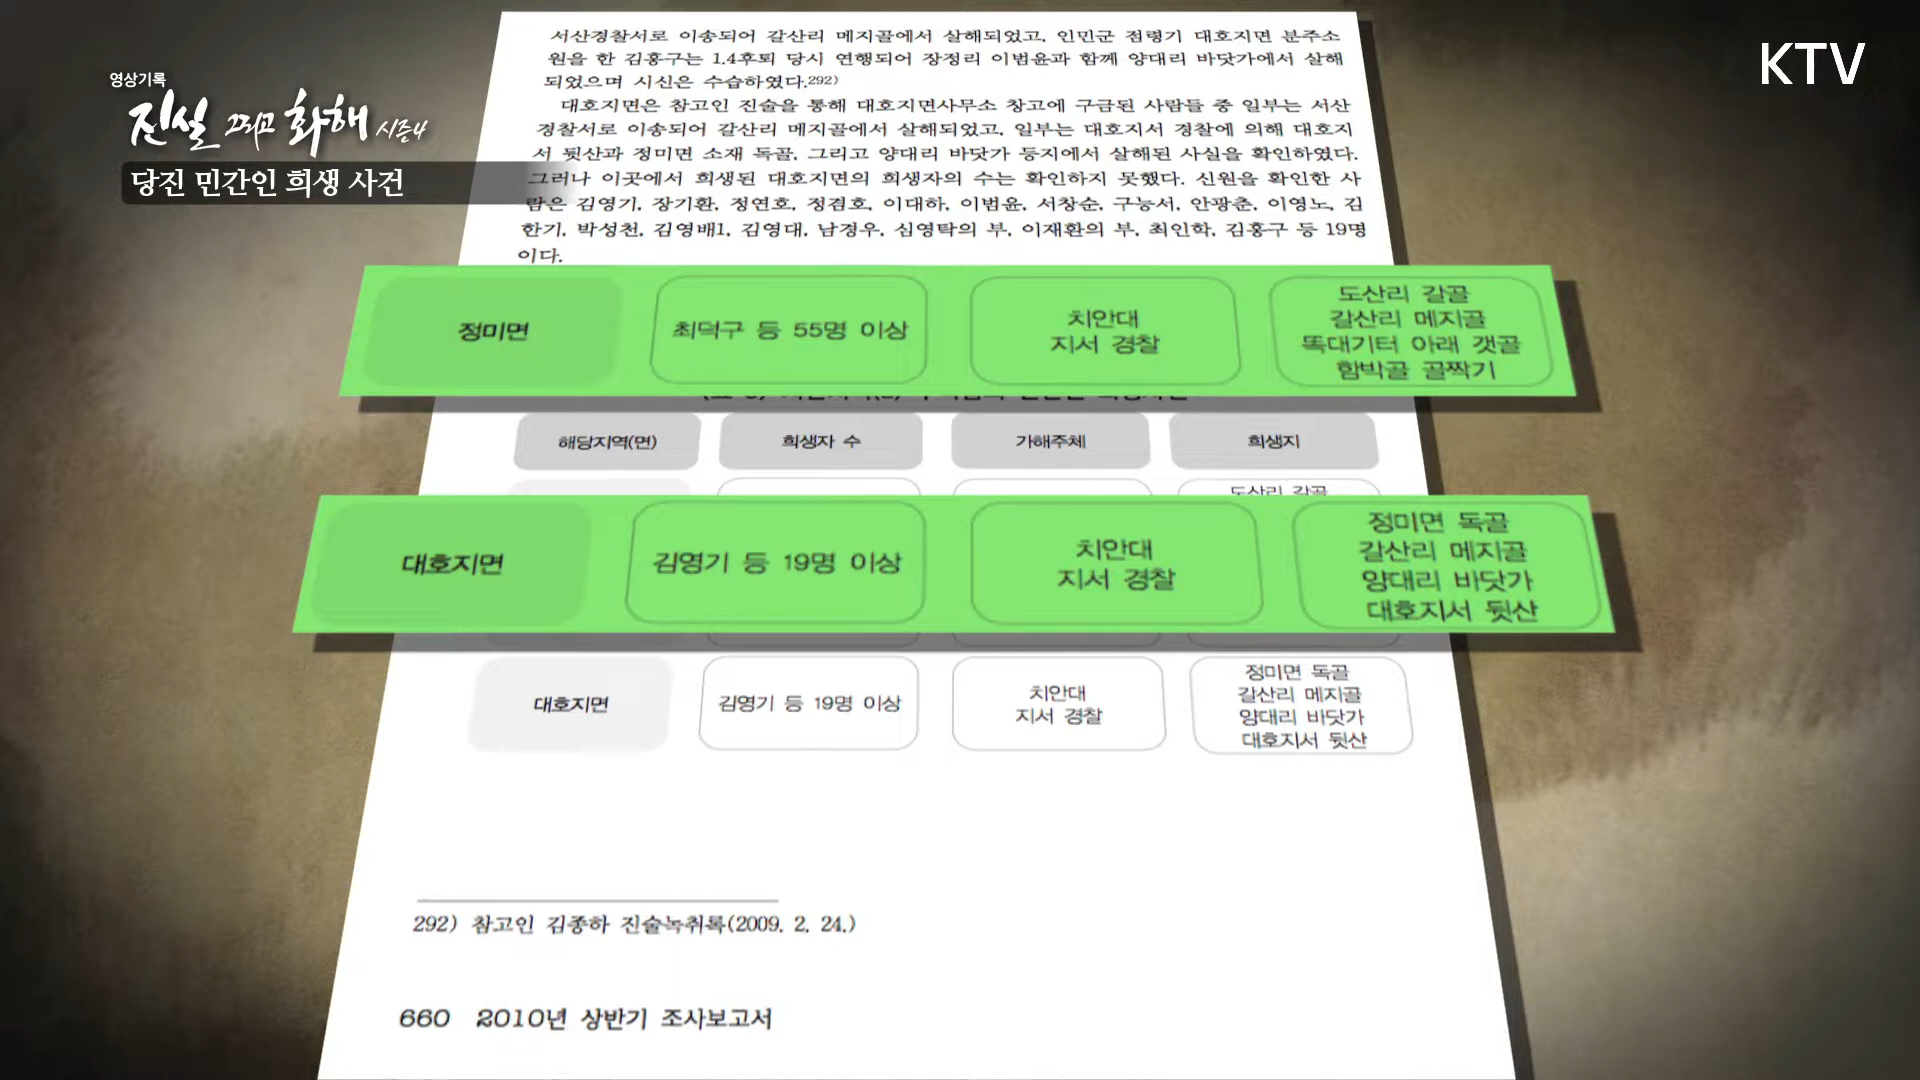 영상기록
진실 그리고 화해 시즌4
당진 민간인 희생 사건
KTV
서산경찰서로 이송되어 갈산리 메지골에서 살해되었고, 인민군 점령기 대호지면 분주소
원을 한 김홍구는 1.4후퇴 당시 연행되어 장정리 이범윤과 함께 양대리 바닷가에서 살해
되었으며 시신은 수습하였다.292)
대호지면은 참고인 진술을 통해 대호지면사무소 창고에 구금된 사람들 중 일부는 서산
경찰서로 이송되어 갈산리 메지골에서 살해되었고, 일부는 대호지서 경찰에 의해 대호지
서 뒷산과 정미면 소재 독골, 그리고 양대리 바닷가 등지에서 살해된 사실을 확인하였다.
그러나 이곳에서 희생된 대호지면의 희생자의 수는 확인하지 못했다. 신원을 확인한 사
람은 김영기, 장기환, 정연호, 정겸호, 이대하, 이범윤, 서창순, 구능서, 안광춘, 이영노, 김
한기, 박성천, 김영배1, 김영대, 남경우, 심영탁의 부, 이재환의 부, 최인학, 김홍구 등 19명
이다.
정미면
최덕구 등 55명 이상
치안대
지서 경찰
도산리 갈골
갈산리 메지골
똑대기터 아래 갯골
함박골 골짝기
해당지역(면)
희생자 수
가해주체
희생지
도산리 갈골
대호지면
김영기 등 19명 이상
치안대
지서 경찰
정미면 독골
갈산리 메지골
양대리 바닷가
대호지서 뒷산
대호지면
김영기 등 19명 이상
치안대
지서 경찰
정미면 독골
갈산리 메지골
양대리 바닷가
대호지서 뒷산
292) 참고인 김종하 진술녹취록(2009. 2. 24.)
660 2010년 상반기 조사보고서